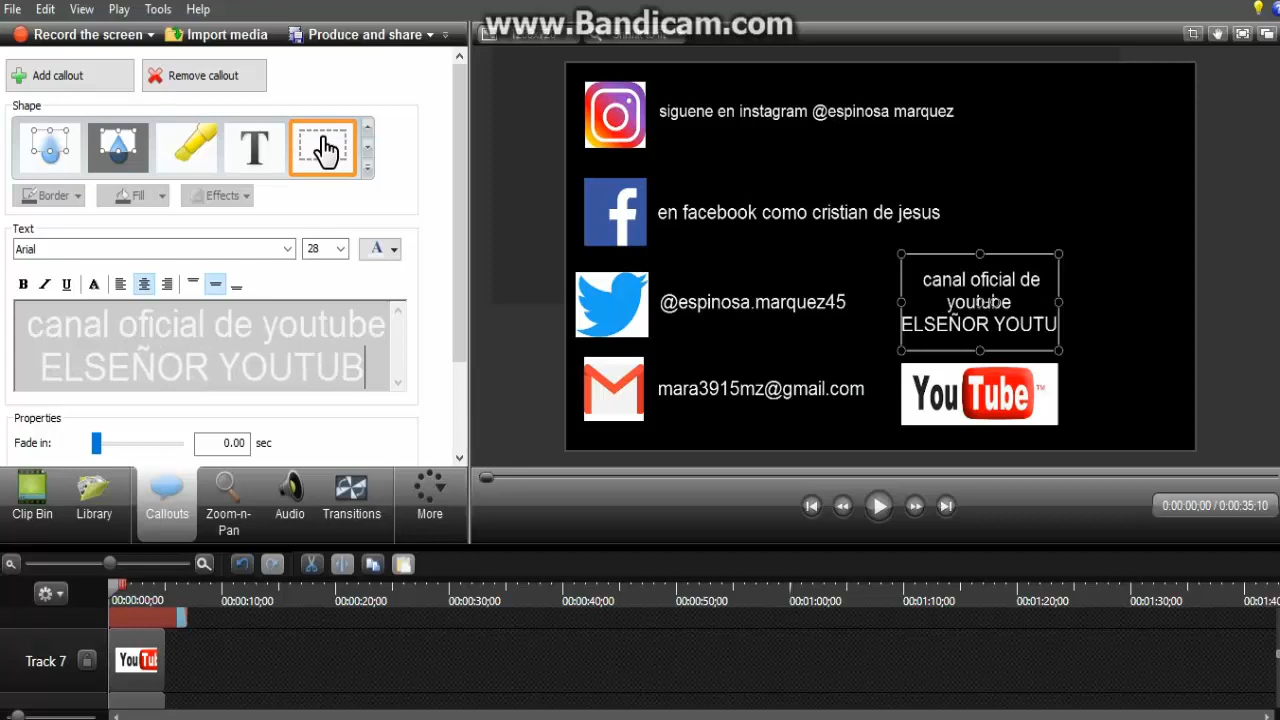 www.Bandicam.com
File Edit View Play Tools Help
Record the screen Import media Produce and share
Add callout Remove callout
Shape
T
Border Fill Effects
Text
Arial 28 A
B I U A
canal oficial de youtube
ELSEÑOR YOUTUB
Properties
Fade in: 0.00 sec
Clip Bin Library Callouts Zoom-n-Pan Audio Transitions More
siguene en instagram @espinosa marquez
f
en facebook como cristian de jesus
@espinosa.marquez45
mara3915mz@gmail.com
canal oficial de
youtube
ELSEÑOR YOUTU
YouTube™
0:00:00;00 / 0:00:35;10
00:00:00;00 00:00:10;00 00:00:20;00 00:00:30;00 00:00:40;00 00:00:50;00 00:01:00;00 00:01:10;00 00:01:20;00 00:01:30;00 00:01:40
Track 7
You Tub